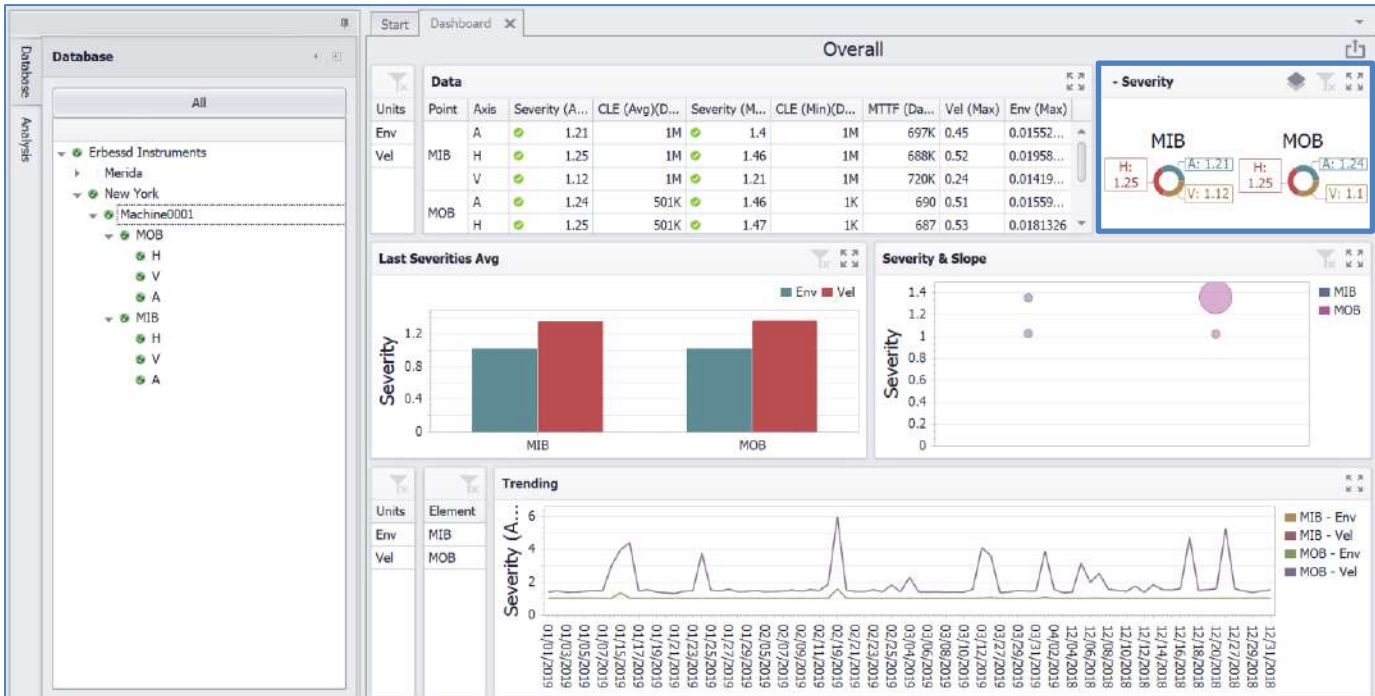 Start Dashboard
Database
Analysis
Database
All
Erbessd Instruments
Merida
New York
Machine0001
MOB
H
V
A
MIB
H
V
A
Overall
Units
Env
Vel
Data
Point Axis Severity (A... CLE (Avg)(D... Severity (M... CLE (Min)(D... MTTF (Da... Vel (Max) Env (Max)
MIB
A 1.21 1M 1.4 1M 697K 0.45 0.01552...
H 1.25 1M 1.46 1M 688K 0.52 0.01958...
V 1.12 1M 1.21 1M 720K 0.24 0.01419...
MOB
A 1.24 501K 1.46 1K 690 0.51 0.01559...
H 1.25 501K 1.47 1K 687 0.53 0.0181326
- Severity
MIB MOB
H: 1.25 A: 1.21 V: 1.12
H: 1.25 A: 1.24 V: 1.1
Last Severities Avg
Env Vel
Severity
1.2
0.8
0.4
0
MIB MOB
Severity & Slope
MIB
MOB
Severity
1.4
1.2
1
0.8
0.6
0.4
0.2
0
Units
Env
Vel
Element
MIB
MOB
Trending
Severity (A...
6
4
2
0
MIB - Env
MIB - Vel
MOB - Env
MOB - Vel
01/01/2019
01/03/2019
01/05/2019
01/07/2019
01/15/2019
01/17/2019
01/19/2019
01/21/2019
01/23/2019
01/25/2019
01/27/2019
01/29/2019
02/05/2019
02/07/2019
02/09/2019
02/11/2019
02/19/2019
02/21/2019
02/23/2019
02/25/2019
03/04/2019
03/06/2019
03/08/2019
03/10/2019
03/12/2019
03/27/2019
03/29/2019
03/31/2019
04/02/2019
12/04/2018
12/06/2018
12/08/2018
12/10/2018
12/12/2018
12/14/2018
12/16/2018
12/18/2018
12/20/2018
12/27/2018
12/29/2018
12/31/2018